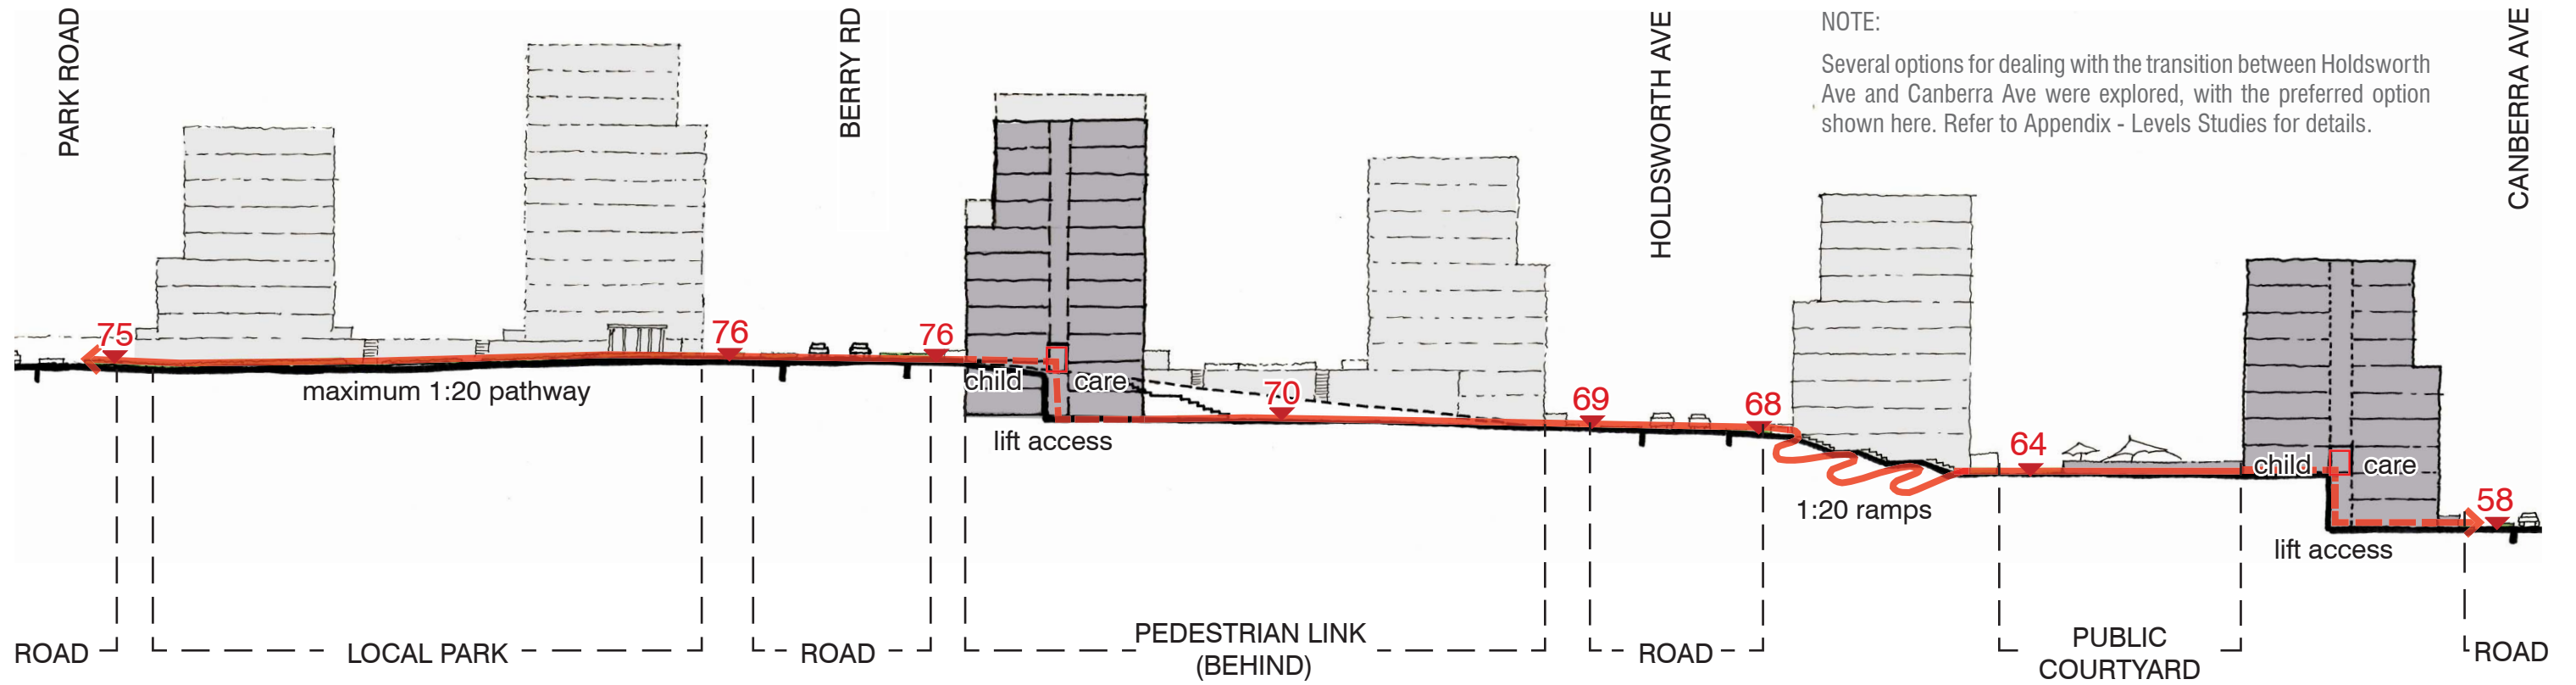 PARK ROAD
BERRY RD
HOLDSWORTH AVE
CANBERRA AVE
NOTE:
Several options for dealing with the transition between Holdsworth
Ave and Canberra Ave were explored, with the preferred option
shown here. Refer to Appendix - Levels Studies for details.
75
76
76
child care
70
69
68
64
child care
58
maximum 1:20 pathway
lift access
1:20 ramps
lift access
ROAD
LOCAL PARK
ROAD
PEDESTRIAN LINK
(BEHIND)
ROAD
PUBLIC
COURTYARD
ROAD